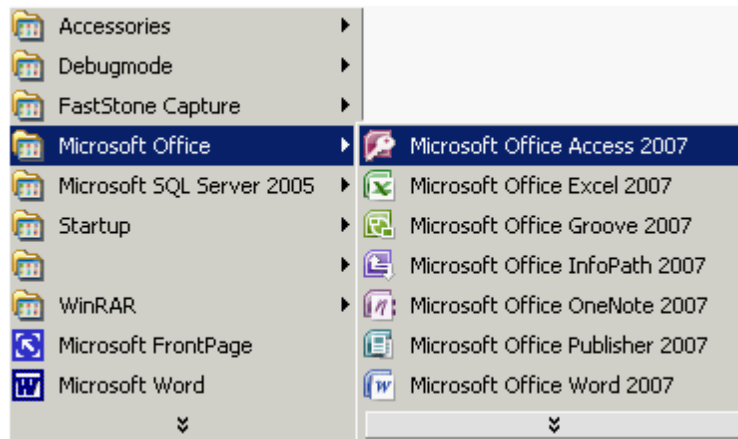 Accessories
Debugmode
FastStone Capture
Microsoft Office
Microsoft SQL Server 2005
Startup
WinRAR
Microsoft FrontPage
Microsoft Word
Microsoft Office Access 2007
Microsoft Office Excel 2007
Microsoft Office Groove 2007
Microsoft Office InfoPath 2007
Microsoft Office OneNote 2007
Microsoft Office Publisher 2007
Microsoft Office Word 2007